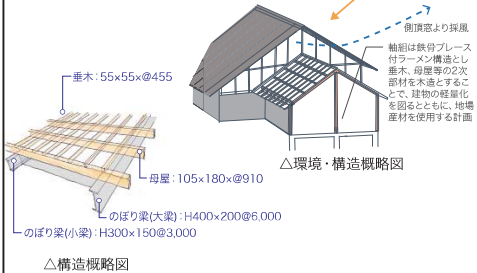 側頂窓より採風
軸組は鉄骨ブレース
付ラーメン構造とし
垂木、母屋等の2次
部材を木造とするこ
とで、建物の軽量化
を図るとともに、地場
産材を使用する計画
△環境・構造概略図
垂木：55×55×@455
母屋：105×180×@910
のぼり梁(大梁)：H400×200@6,000
のぼり梁(小梁)：H300×150@3,000
△構造概略図